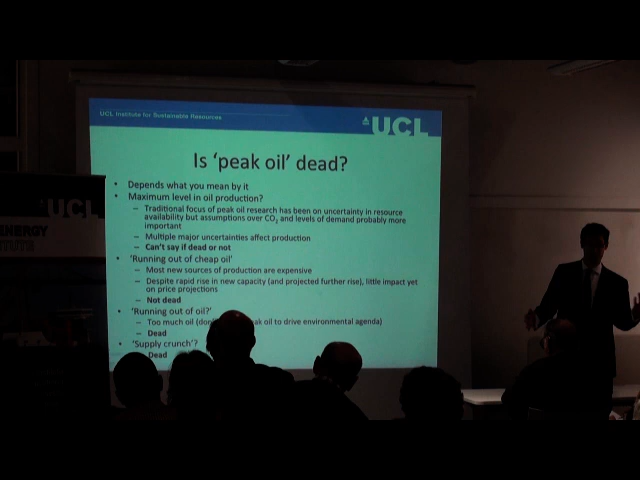 UCL Institute for Sustainable Resources
UCL
Is 'peak oil' dead?
• Depends what you mean by it
• Maximum level in oil production?
– Traditional focus of peak oil research has been on uncertainty in resource
availability but assumptions over CO2 and levels of demand probably more
important
– Multiple major uncertainties affect production
– Can't say if dead or not
• 'Running out of cheap oil'
– Most new sources of production are expensive
– Despite rapid rise in new capacity (and projected further rise), little impact yet
on price projections
– Not dead
• 'Running out of oil?'
– Too much oil (don't oil to drive environmental agenda)
– Dead
• 'Supply crunch'?
Dead
UCL
ENERGY